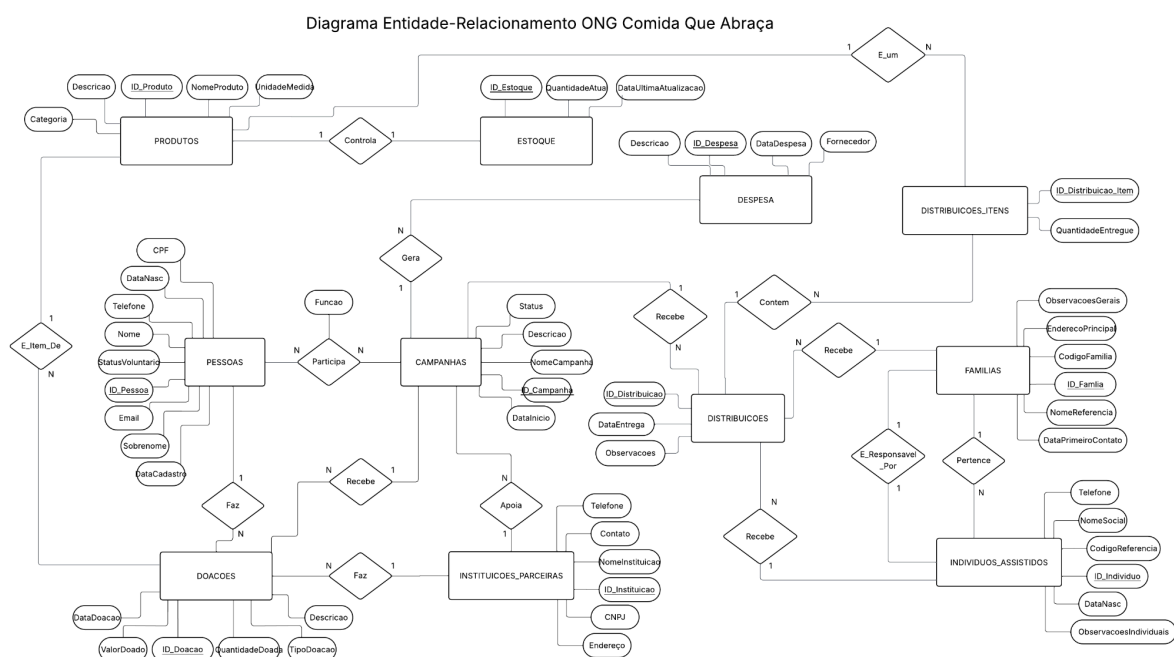 Diagrama Entidade-Relacionamento ONG Comida Que Abraça
1
E_um
N
Descricao
ID_Produto
NomeProduto
UnidadeMedida
Categoria
PRODUTOS
1
Controla
1
ID_Estoque
QuantidadeAtua
DataUltimaAtualizacao
ESTOQUE
Descricao
ID_Despesa
DataDespesa
Fornecedor
DESPESA
DISTRIBUICOES_ITENS
ID_Distribuicao_Item
QuantidadeEntregue
N
Gera
1
CPF
DataNasc
Telefone
Nome
StatusVoluntario
ID_Pessoa
Email
Sobrenome
DataCadastro
PESSOAS
1
E_Item_De
N
Funcao
N
Participa
N
CAMPANHAS
Status
Descricao
NomeCampanha
ID_Campanha
DataInicio
1
Recebe
N
1
Contem
N
N
Recebe
1
ID_Distribuicao
DataEntrega
Observacoes
DISTRIBUICOES
ObservacoesGerais
EnderecoPrincipal
CodigoFamilia
ID_Famlia
NomeReferencia
DataPrimeiroContato
FAMILIAS
1
E_Responsavel
_Por
1
1
Pertence
N
1
Faz
N
N
Recebe
1
N
Apoia
1
N
Recebe
1
DOACOES
N
Faz
1
INSTITUICOES_PARCEIRAS
Telefone
Contato
NomeInstituicao
ID_Instituicao
CNPJ
Endereço
DataDoacao
ValorDoado
ID_Doacao
QuantidadeDoada
TipoDoacao
Descricao
INDIVIDUOS_ASSISTIDOS
Telefone
NomeSocial
CodigoReferencia
ID_Individuo
DataNasc
ObservacoesIndividuais